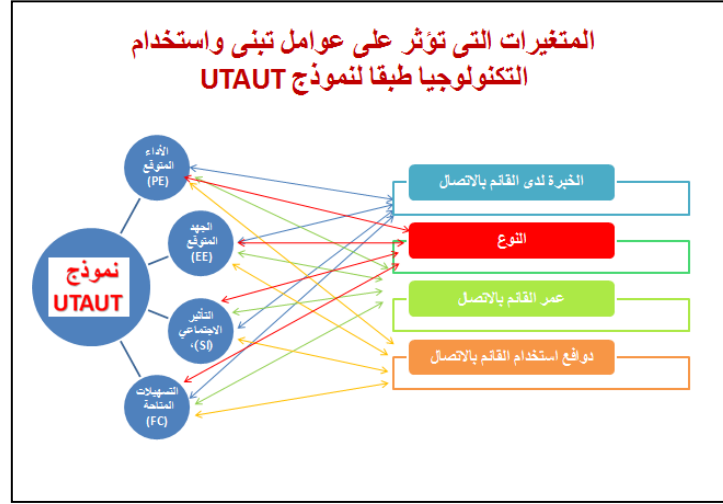 المتغيرات التى تؤثر على عوامل تبنى واستخدام
التكنولوجيا طبقا لنموذج UTAUT
الأداء
المتوقع
(PE)
الجهد
المتوقع
(EE)
التأثير
الاجتماعي
(SI)،
التسهيلات
المتاحة
(FC)
نموذج
UTAUT
الخبرة لدى القائم بالاتصال
النوع
عمر القائم بالاتصال
دوافع استخدام القائم بالاتصال